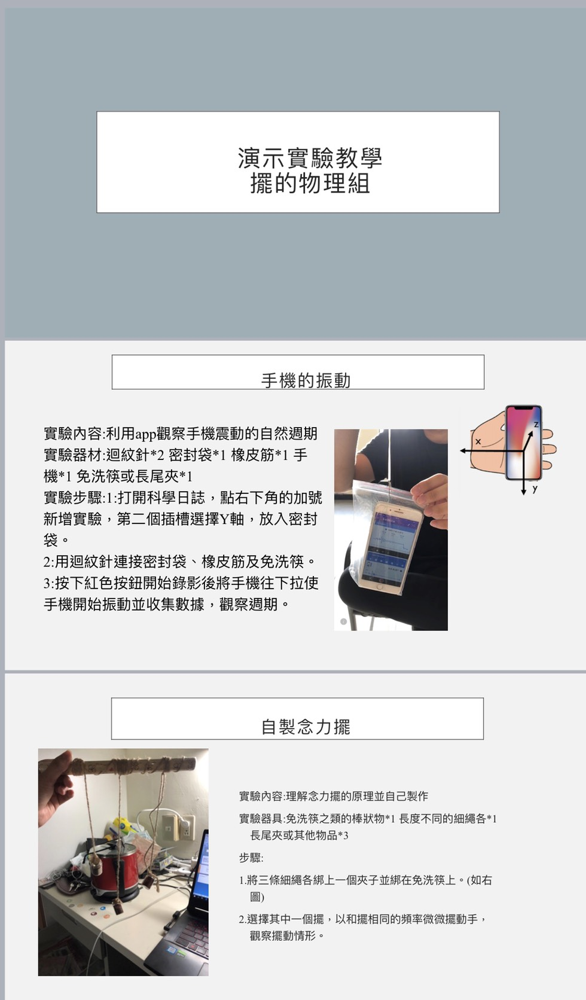 演示實驗教學
擺的物理組
手機的振動
實驗內容:利用app觀察手機震動的自然週期
實驗器材:迴紋針*2 密封袋*1 橡皮筋*1 手
機*1 免洗筷或長尾夾*1
實驗步驟:1:打開科學日誌，點右下角的加號
新增實驗，第二個插槽選擇Y軸，放入密封
袋。
2:用迴紋針連接密封袋、橡皮筋及免洗筷。
3:按下紅色按鈕開始錄影後將手機往下拉使
手機開始振動並收集數據，觀察週期。
z
x
y
自製念力擺
實驗內容:理解念力擺的原理並自己製作
實驗器具:免洗筷之類的棒狀物*1 長度不同的細繩各*1
長尾夾或其他物品*3
步驟:
1.將三條細繩各綁上一個夾子並綁在免洗筷上。(如右
圖)
2.選擇其中一個擺，以和擺相同的頻率微微擺動手，
觀察擺動情形。